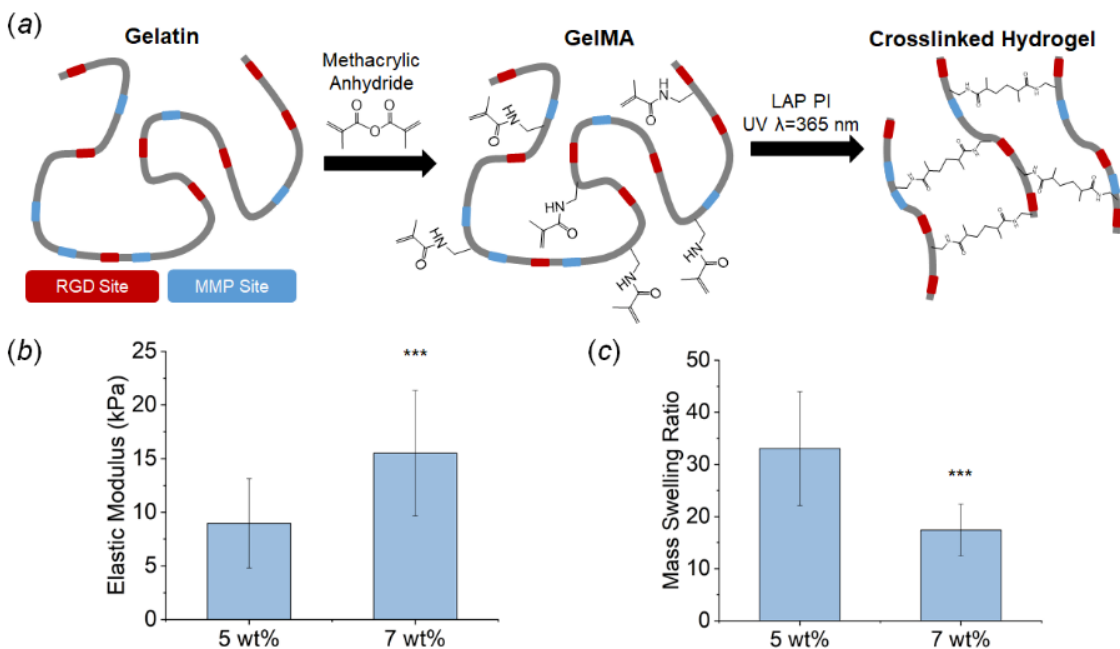 (a)
Gelatin
Methacrylic
Anhydride
O O
O
GelMA
HN
O
HN
O
HN
O
HN
O
HN
O
HN
O
LAP PI
UV λ=365 nm
Crosslinked Hydrogel
RGD Site
MMP Site
(b)
Elastic Modulus (kPa)
25
20
15
10
5
0
***
5 wt%
7 wt%
(c)
Mass Swelling Ratio
50
40
30
20
10
0
***
5 wt%
7 wt%